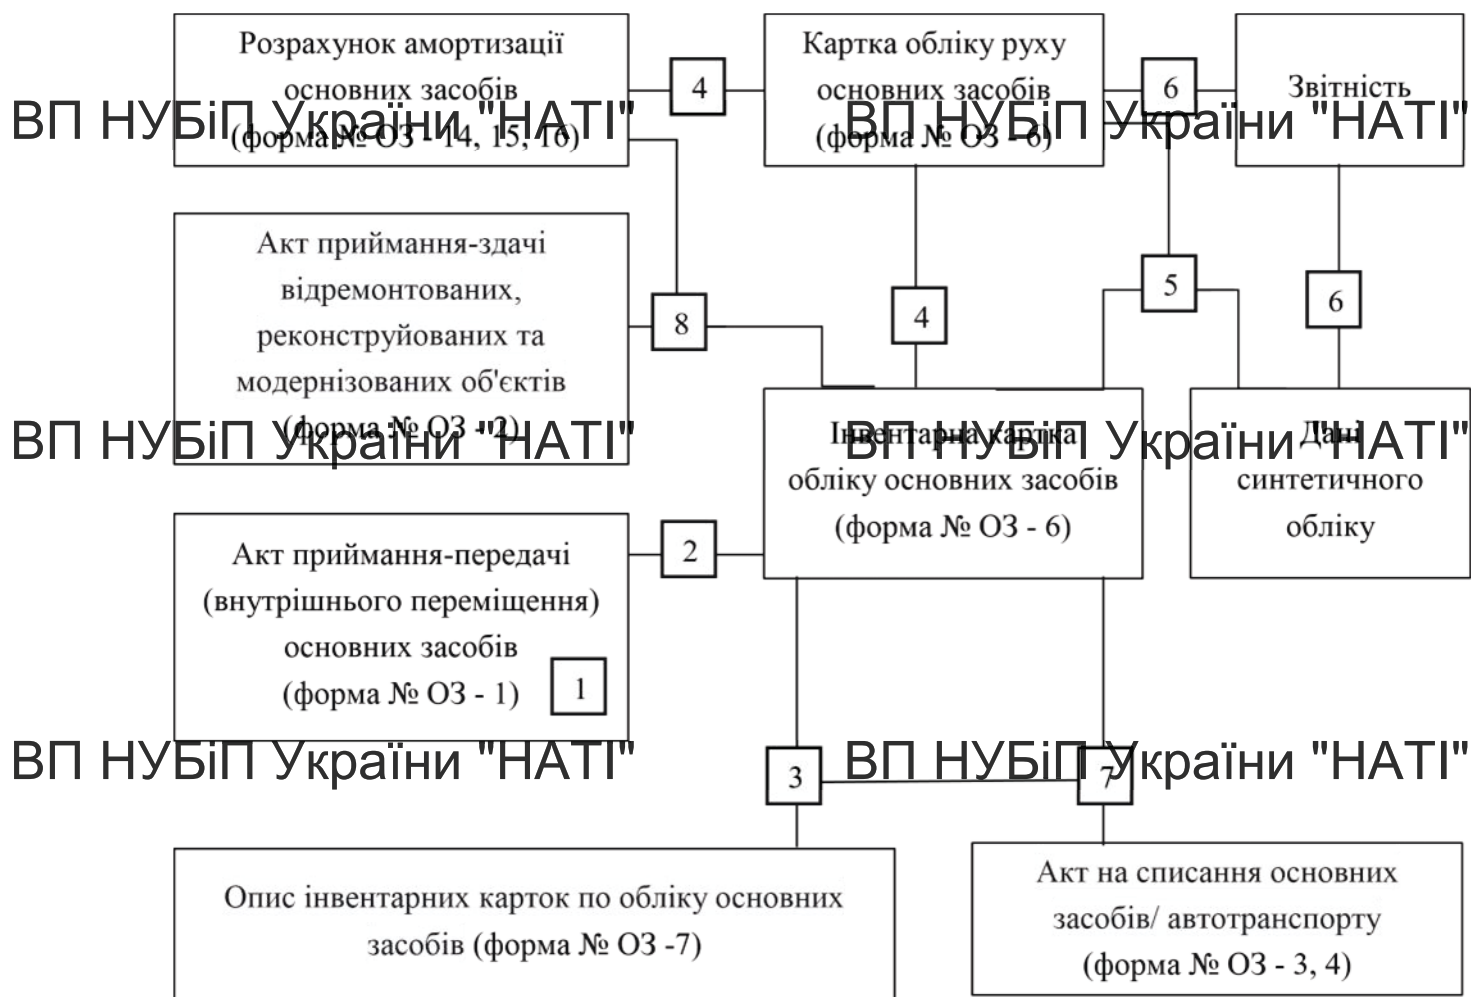 Розрахунок амортизації
основних засобів
(форма № ОЗ - 14, 15, 16)
4
Картка обліку руху
основних засобів
(форма № ОЗ - 6)
6
Звітність
ВП НУБіП України "НАТІ"
ВП НУБіП України "НАТІ"
Акт приймання-здачі
відремонтованих,
реконструйованих та
модернізованих об'єктів
(форма № ОЗ - 2)
8
4
5
6
Інвентарна картка
обліку основних засобів
(форма № ОЗ - 6)
Дані
синтетичного
обліку
ВП НУБіП України "НАТІ"
ВП НУБіП України "НАТІ"
Акт приймання-передачі
(внутрішнього переміщення)
основних засобів
(форма № ОЗ - 1)
1
2
ВП НУБіП України "НАТІ"
ВП НУБіП України "НАТІ"
3
7
Опис інвентарних карток по обліку основних
засобів (форма № ОЗ -7)
Акт на списання основних
засобів/ автотранспорту
(форма № ОЗ - 3, 4)